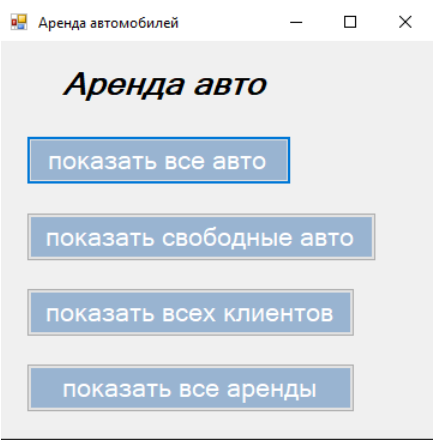 Аренда автомобилей
Аренда авто
показать все авто
показать свободные авто
показать всех клиентов
показать все аренды